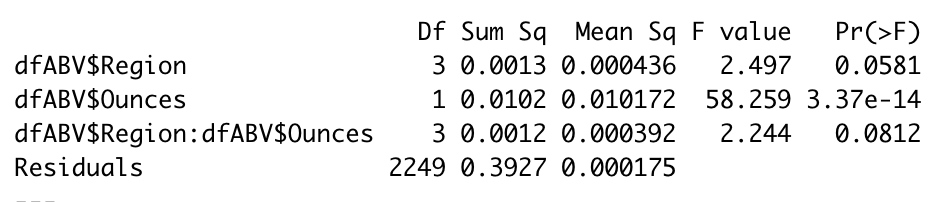 Df Sum Sq Mean Sq F value Pr(>F)
dfABV$Region 3 0.0013 0.000436 2.497 0.0581
dfABV$Ounces 1 0.0102 0.010172 58.259 3.37e-14
dfABV$Region:dfABV$Ounces 3 0.0012 0.000392 2.244 0.0812
Residuals 2249 0.3927 0.000175
---